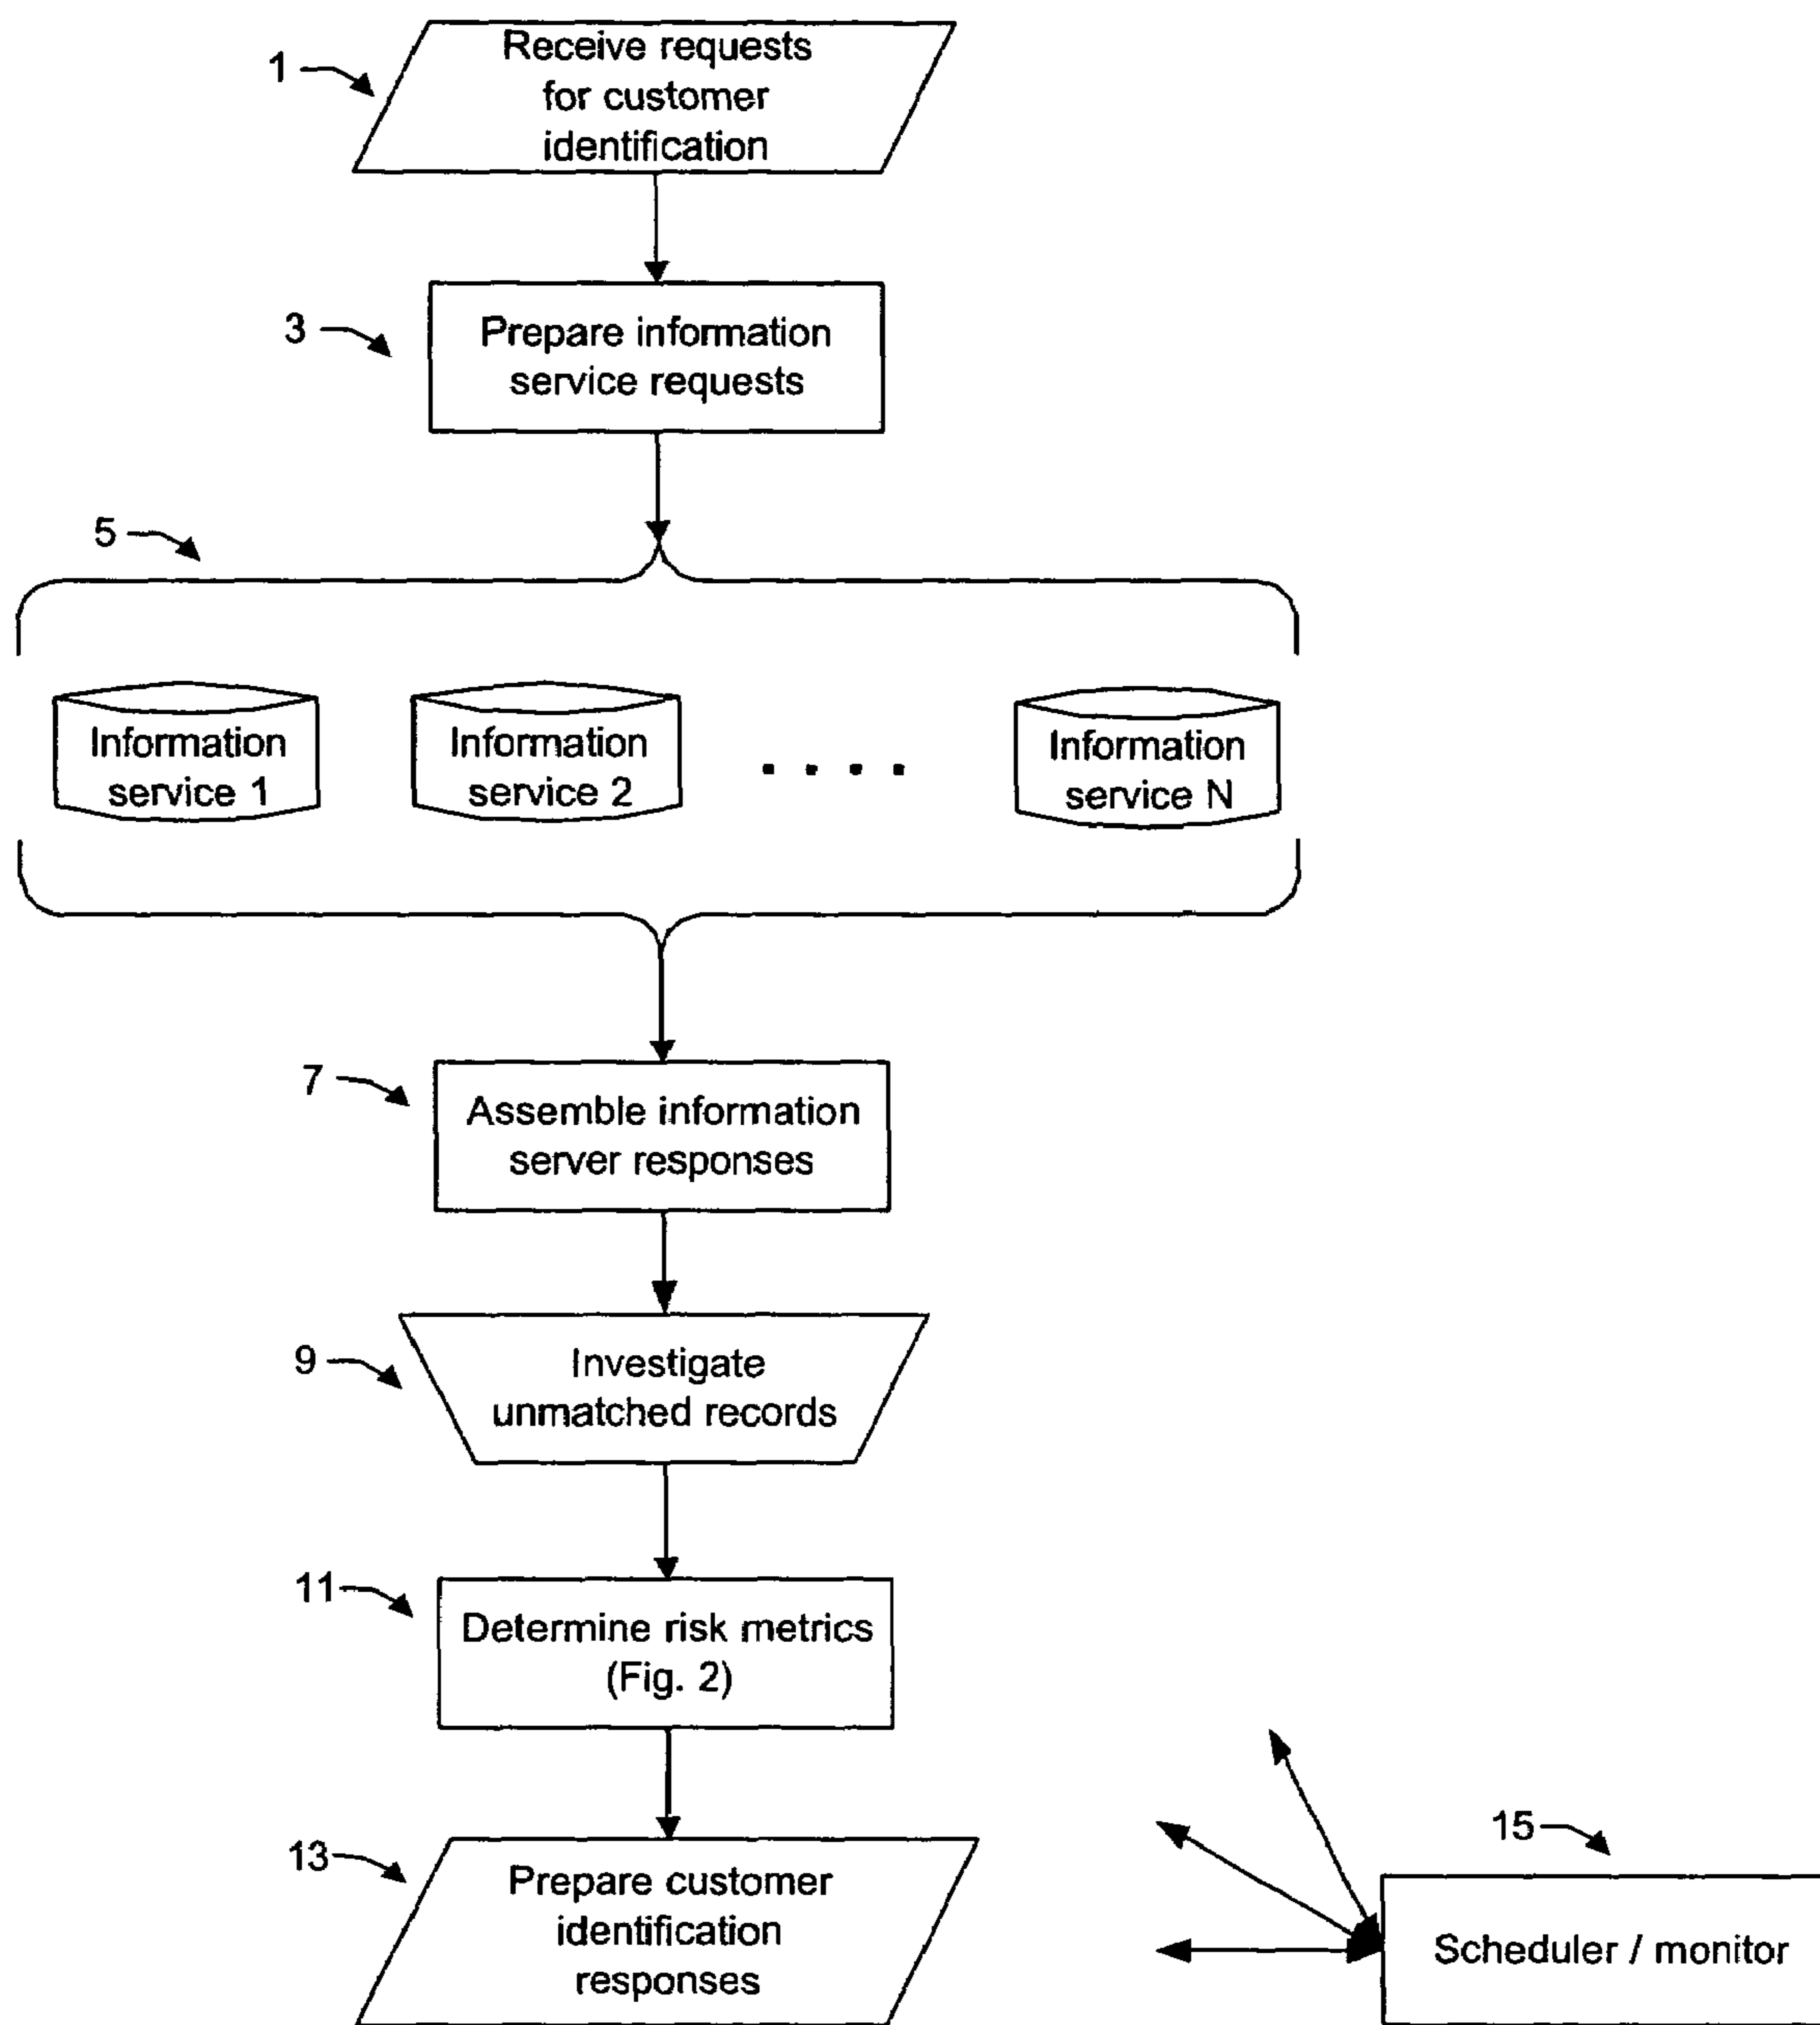 1
Receive requests
for customer
identification
3
Prepare information
service requests
5
Information
service 1
Information
service 2
. . . .
Information
service N
7
Assemble information
server responses
9
Investigate
unmatched records
11
Determine risk metrics
(Fig. 2)
13
Prepare customer
identification
responses
15
Scheduler / monitor